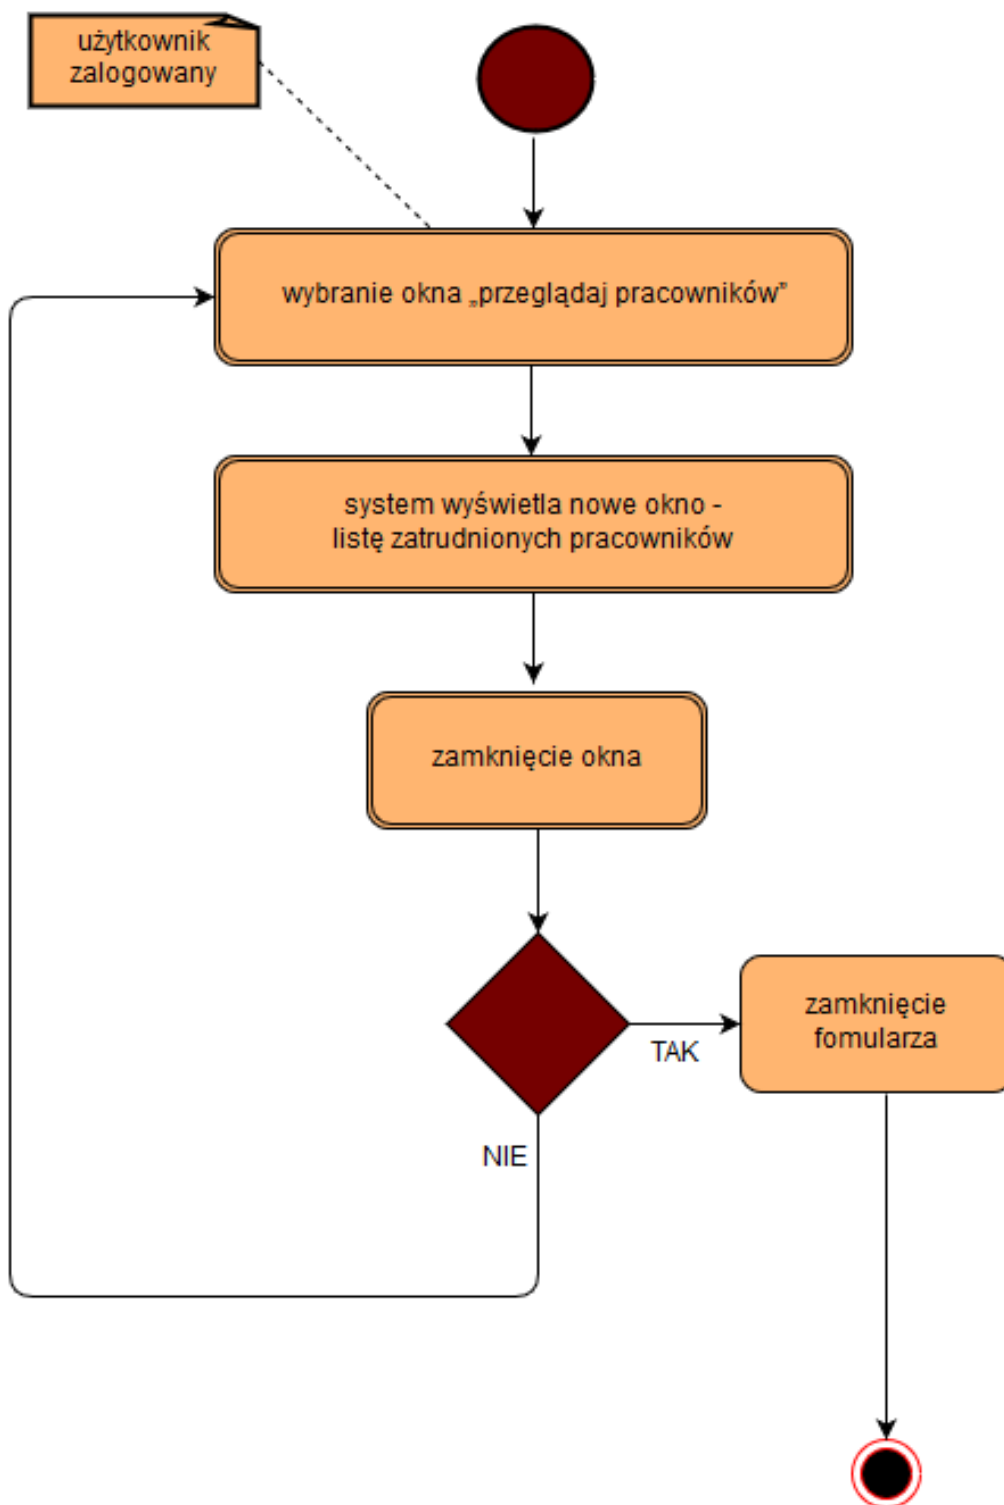 użytkownik
zalogowany
wybranie okna „przeglądaj pracowników”
system wyświetla nowe okno -
listę zatrudnionych pracowników
zamknięcie okna
zamknięcie
fomularza
TAK
NIE